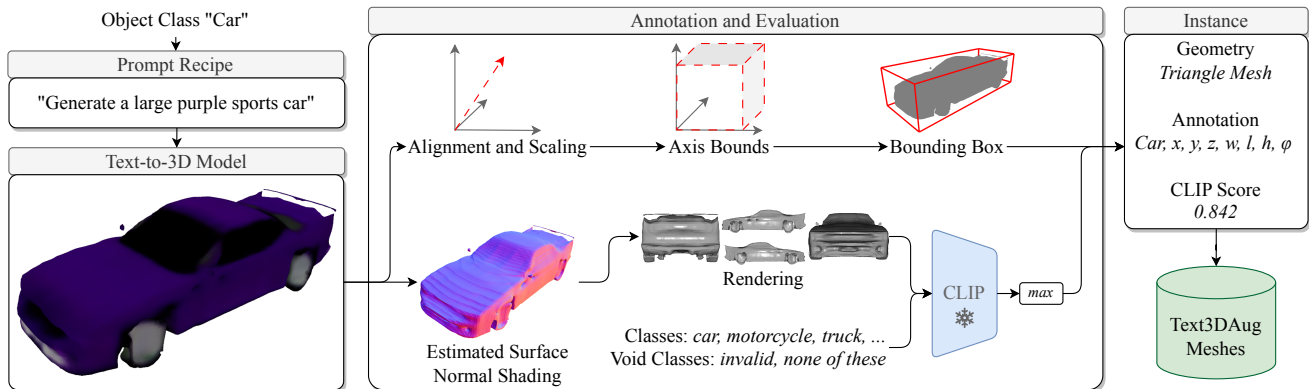 Object Class "Car"
Prompt Recipe
"Generate a large purple sports car"
Text-to-3D Model
Annotation and Evaluation
Alignment and Scaling
Axis Bounds
Bounding Box
Estimated Surface
Normal Shading
Rendering
Classes: car, motorcycle, truck, ...
Void Classes: invalid, none of these
CLIP
max
Instance
Geometry
Triangle Mesh
Annotation
Car, x, y, z, w, l, h, φ
CLIP Score
0.842
Text3DAug
Meshes